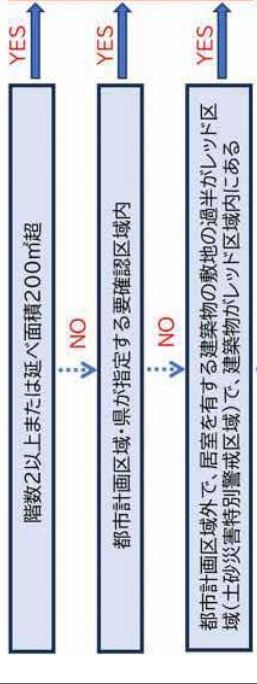 階数2以上または延べ面積200㎡超
YES
NO
都市計画区域・県が指定する要確認区域内
YES
NO
都市計画区域外で、居室を有する建築物の敷地の過半がレッド区
域(土砂災害特別警戒区域)で、建築物がレッド区域内にある
YES